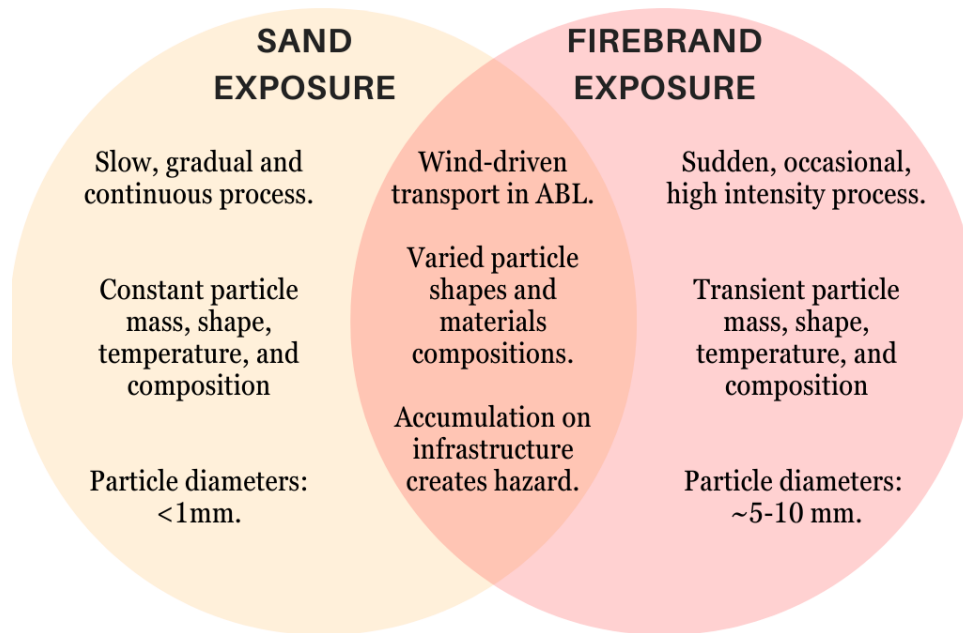 SAND
EXPOSURE
Slow, gradual and
continuous process.
Constant particle
mass, shape,
temperature, and
composition
Particle diameters:
<1mm.
Wind-driven
transport in ABL.
Varied particle
shapes and
materials
compositions.
Accumulation on
infrastructure
creates hazard.
FIREBRAND
EXPOSURE
Sudden, occasional,
high intensity process.
Transient particle
mass, shape,
temperature, and
composition
Particle diameters:
~5-10 mm.